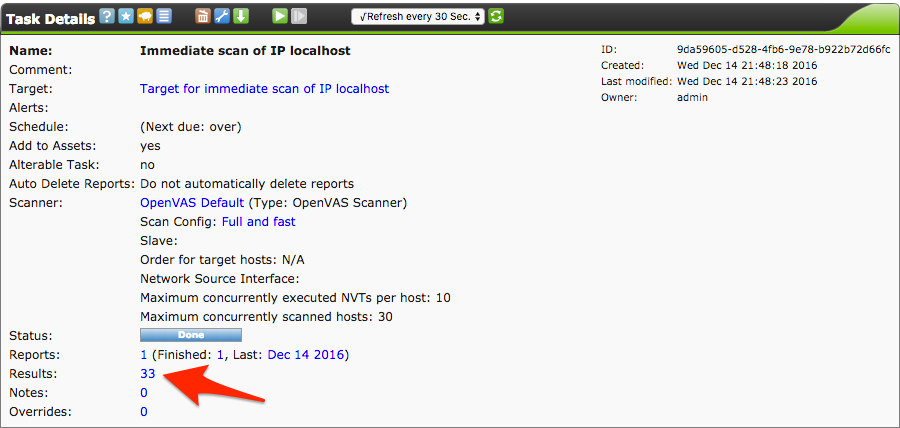 Task Details √Refresh every 30 Sec.
Name: Immediate scan of IP localhost
Comment:
Target: Target for immediate scan of IP localhost
Alerts:
Schedule: (Next due: over)
Add to Assets: yes
Alterable Task: no
Auto Delete Reports: Do not automatically delete reports
Scanner: OpenVAS Default (Type: OpenVAS Scanner)
Scan Config: Full and fast
Slave:
Order for target hosts: N/A
Network Source Interface:
Maximum concurrently executed NVTs per host: 10
Maximum concurrently scanned hosts: 30
Status: Done
Reports: 1 (Finished: 1, Last: Dec 14 2016)
Results: 33
Notes: 0
Overrides: 0
ID: 9da59605-d528-4fb6-9e78-b922b72d66fc
Created: Wed Dec 14 21:48:18 2016
Last modified: Wed Dec 14 21:48:23 2016
Owner: admin